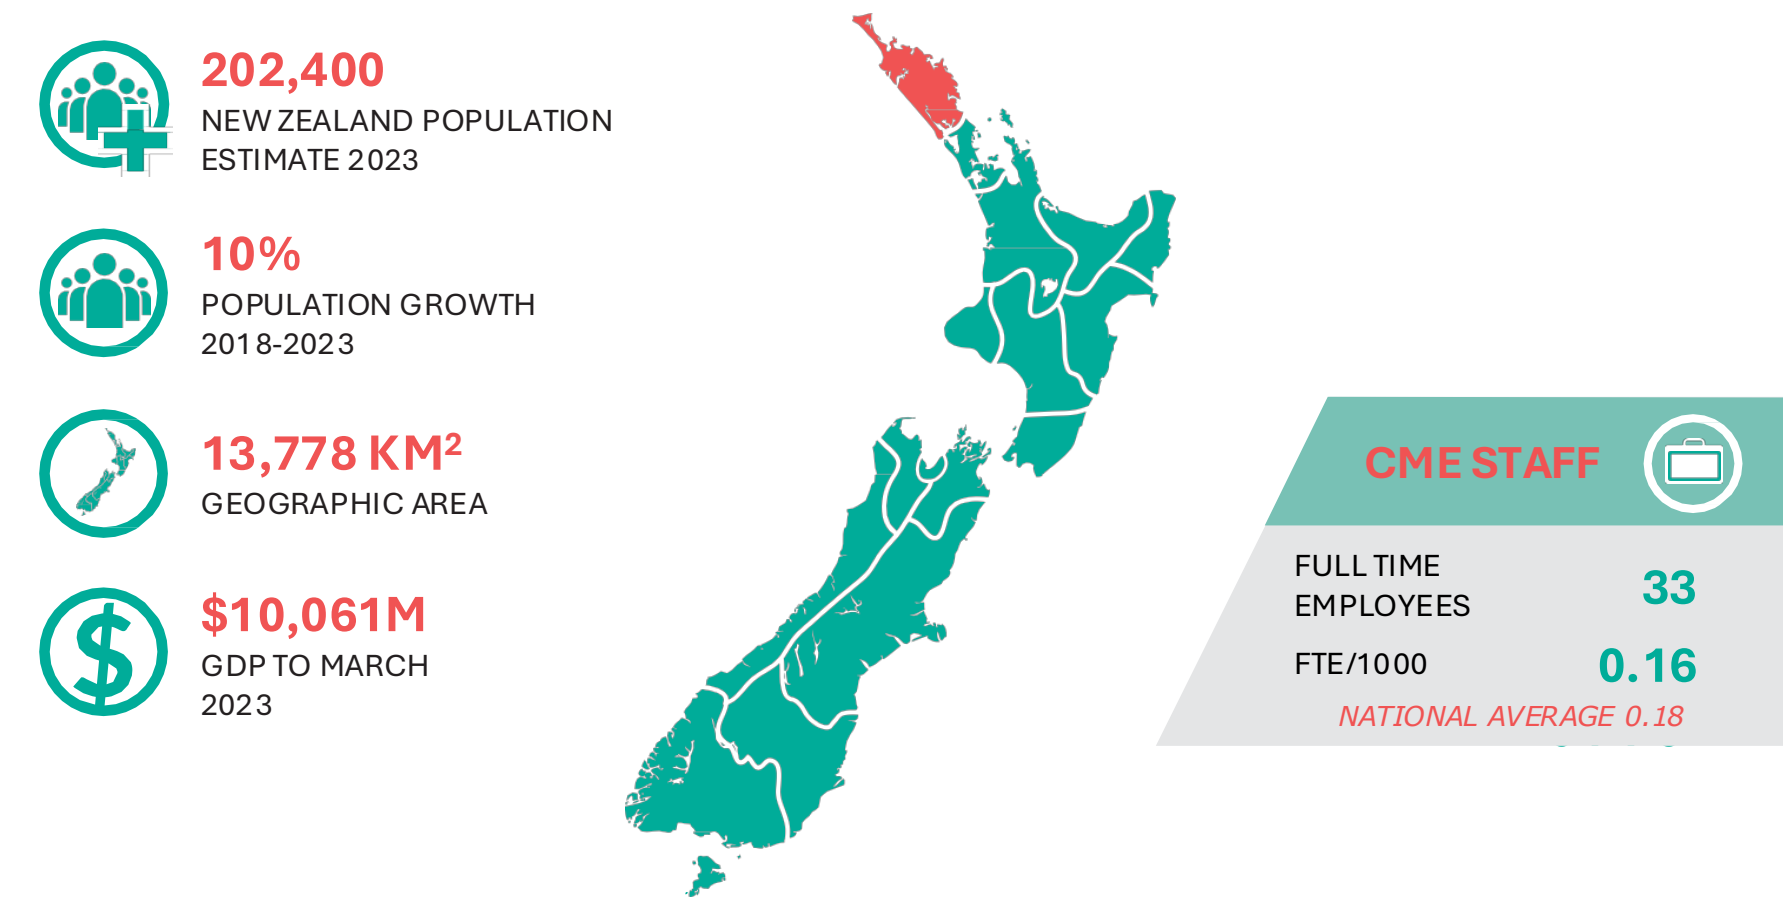 202,400
NEW ZEALAND POPULATION
ESTIMATE 2023
10%
POPULATION GROWTH
2018-2023
13,778 KM²
GEOGRAPHIC AREA
$10,061M
GDP TO MARCH
2023
CME STAFF
FULL TIME
EMPLOYEES
33
FTE/1000
0.16
NATIONAL AVERAGE 0.18